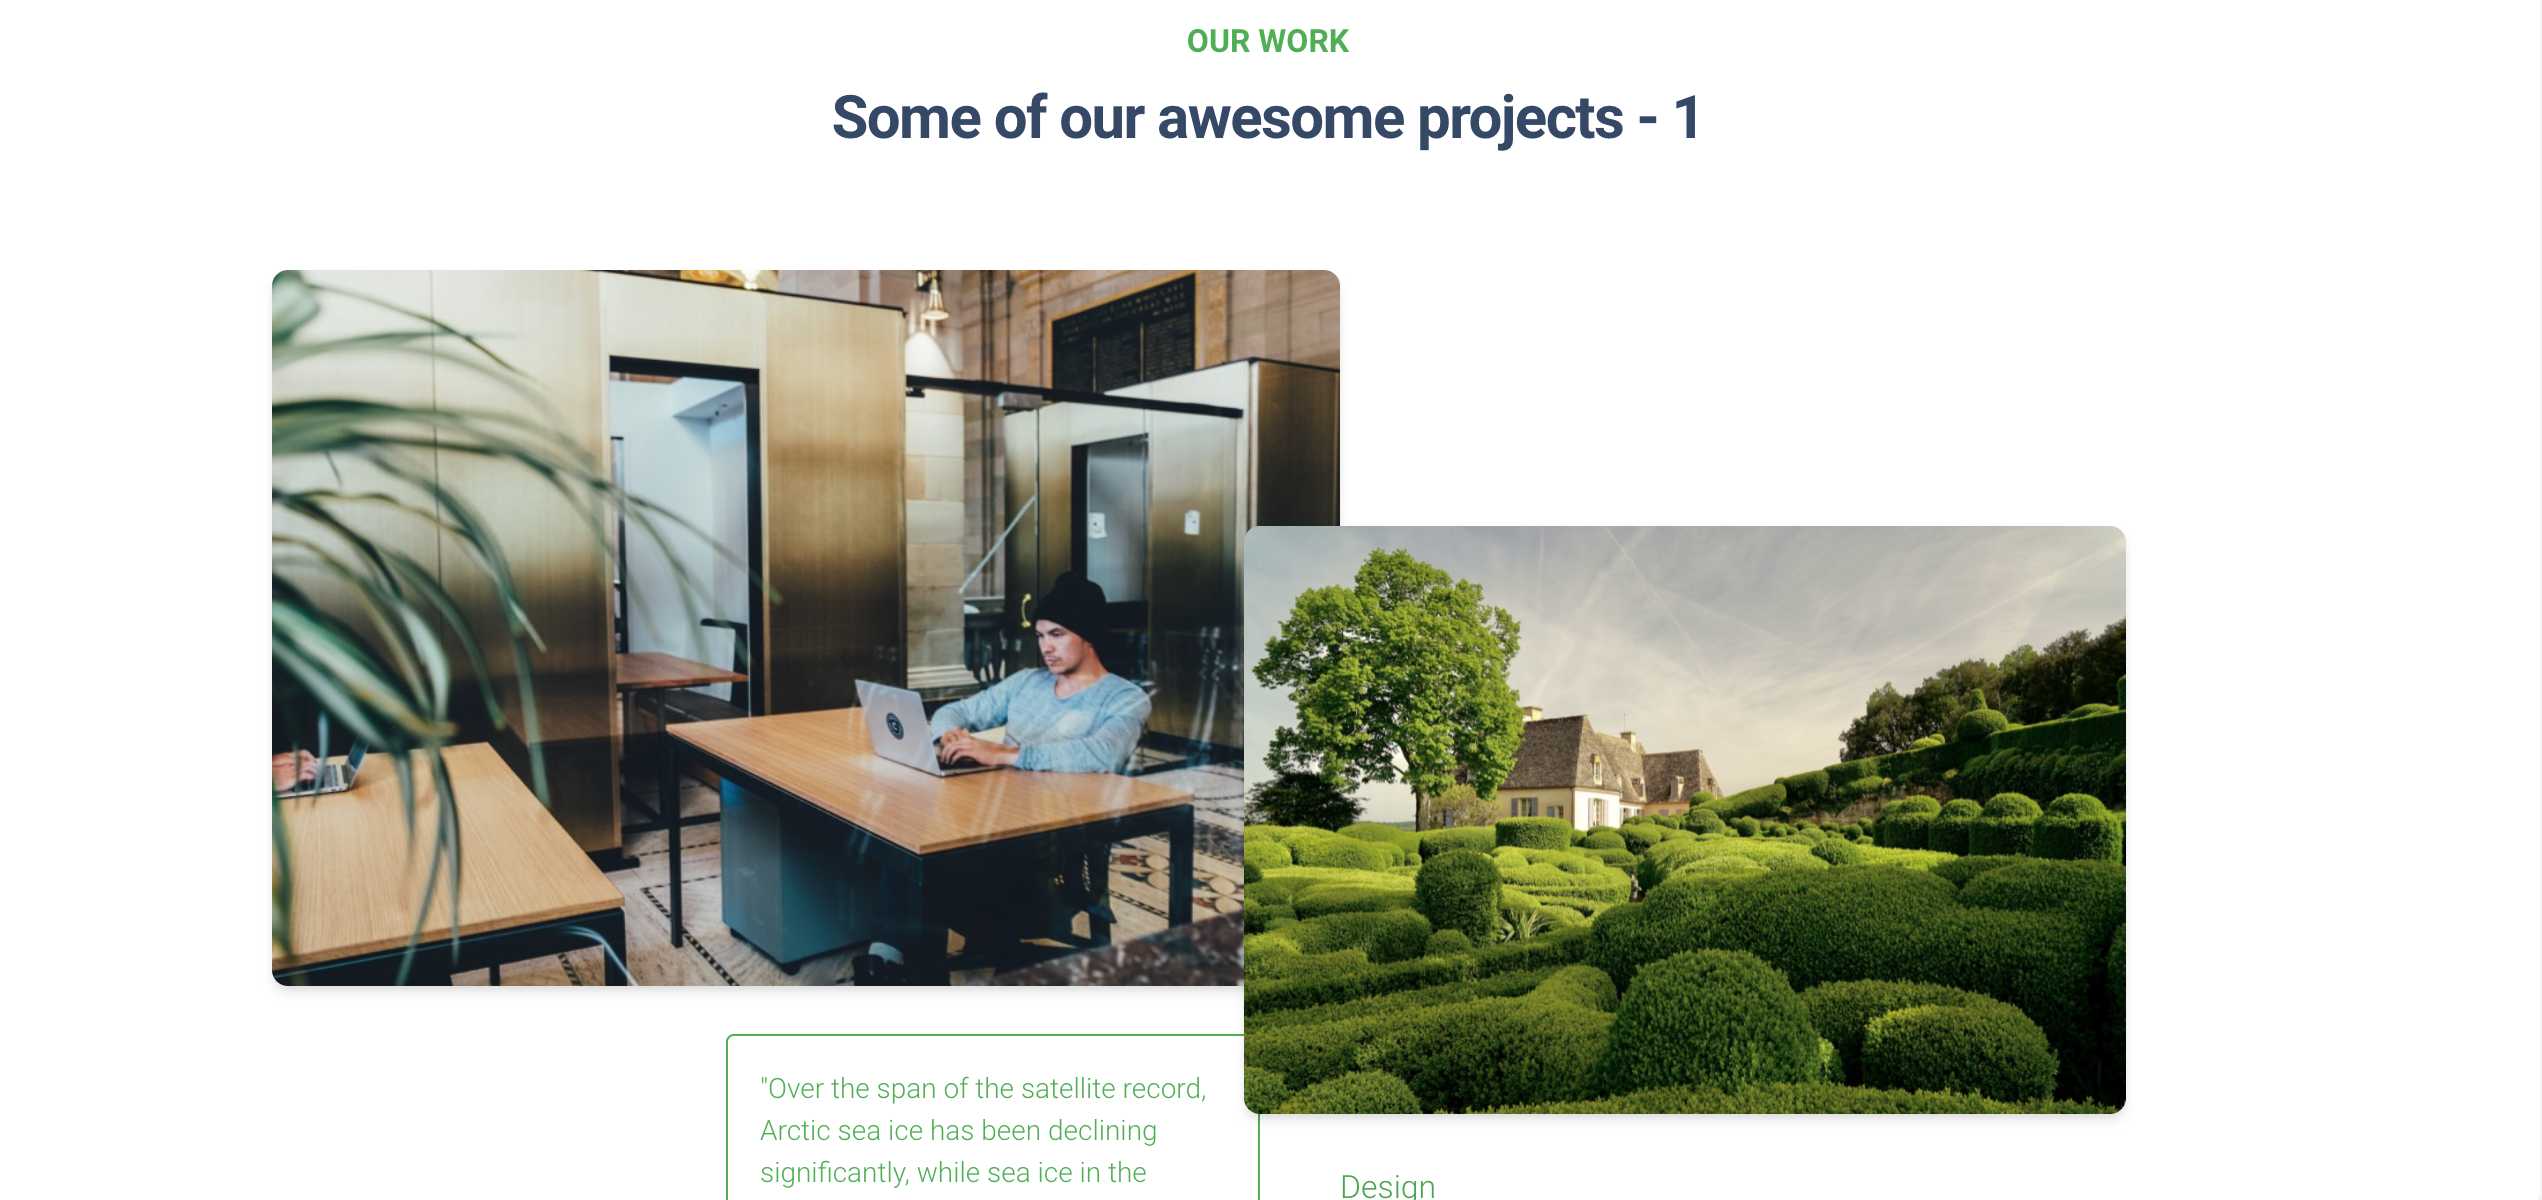 OUR WORK
Some of our awesome projects - 1
"Over the span of the satellite record,
Arctic sea ice has been declining
significantly, while sea ice in the
Design